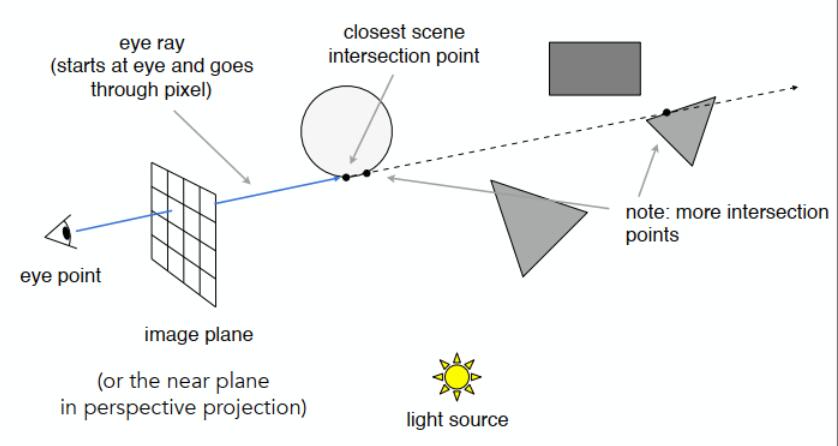 eye ray
(starts at eye and goes
through pixel)
closest scene
intersection point
note: more intersection
points
eye point
image plane
(or the near plane
in perspective projection)
light source